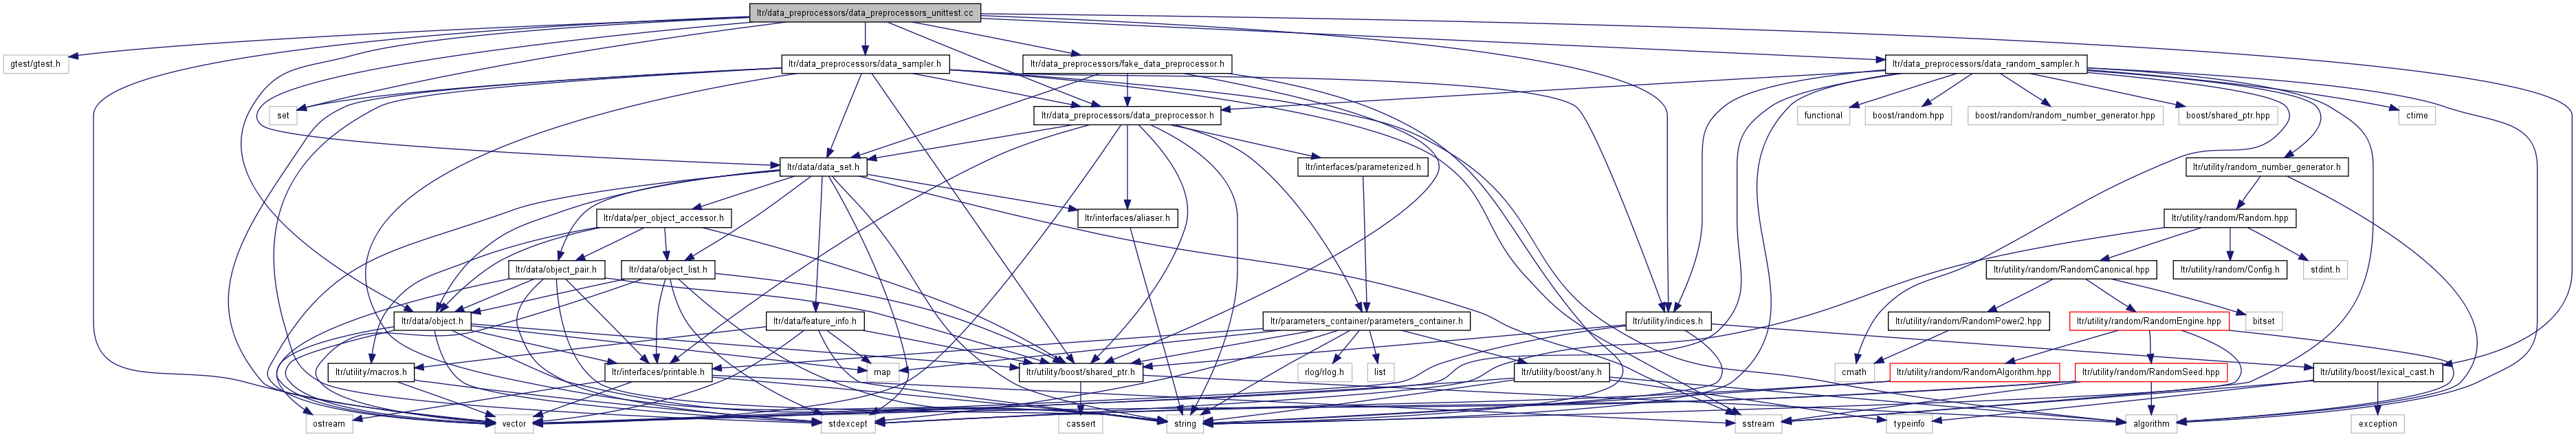 ltr/data_preprocessors/data_preprocessors_unittest.cc
gtest/gtest.h
ltr/data_preprocessors/data_sampler.h
ltr/data_preprocessors/fake_data_preprocessor.h
ltr/data_preprocessors/data_random_sampler.h
set
ltr/data_preprocessors/data_preprocessor.h
functional
boost/random.hpp
boost/random/random_number_generator.hpp
boost/shared_ptr.hpp
ctime
ltr/data/data_set.h
ltr/interfaces/parameterized.h
ltr/utility/random_number_generator.h
ltr/data/per_object_accessor.h
ltr/interfaces/aliaser.h
ltr/utility/random/Random.hpp
ltr/data/object_pair.h
ltr/data/object_list.h
ltr/utility/random/RandomCanonical.hpp
ltr/utility/random/Config.h
stdint.h
ltr/data/object.h
ltr/data/feature_info.h
ltr/parameters_container/parameters_container.h
ltr/utility/indices.h
ltr/utility/random/RandomPower2.hpp
ltr/utility/random/RandomEngine.hpp
bitset
ltr/utility/macros.h
ltr/interfaces/printable.h
map
ltr/utility/boost/shared_ptr.h
rlog/rlog.h
list
ltr/utility/boost/any.h
cmath
ltr/utility/random/RandomAlgorithm.hpp
ltr/utility/random/RandomSeed.hpp
ltr/utility/boost/lexical_cast.h
ostream
vector
stdexcept
cassert
string
sstream
typeinfo
algorithm
exception